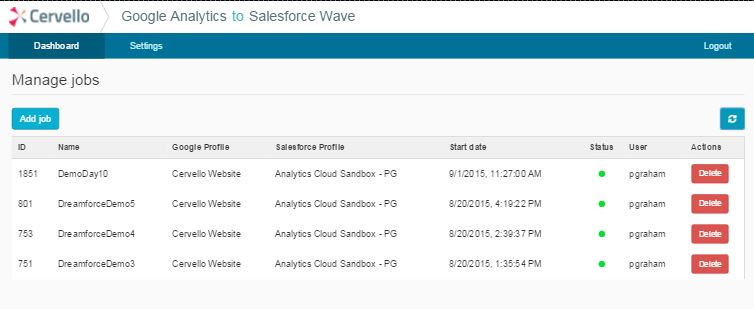 Cervello Google Analytics to Salesforce Wave
Dashboard Settings Logout
Manage jobs
Add job
ID Name Google Profile Salesforce Profile Start date Status User Actions
1851 DemoDay10 Cervello Website Analytics Cloud Sandbox - PG 9/1/2015, 11:27:00 AM pgraham Delete
801 DreamforceDemo5 Cervello Website Analytics Cloud Sandbox - PG 8/20/2015, 4:19:22 PM pgraham Delete
753 DreamforceDemo4 Cervello Website Analytics Cloud Sandbox - PG 8/20/2015, 2:39:37 PM pgraham Delete
751 DreamforceDemo3 Cervello Website Analytics Cloud Sandbox - PG 8/20/2015, 1:35:54 PM pgraham Delete